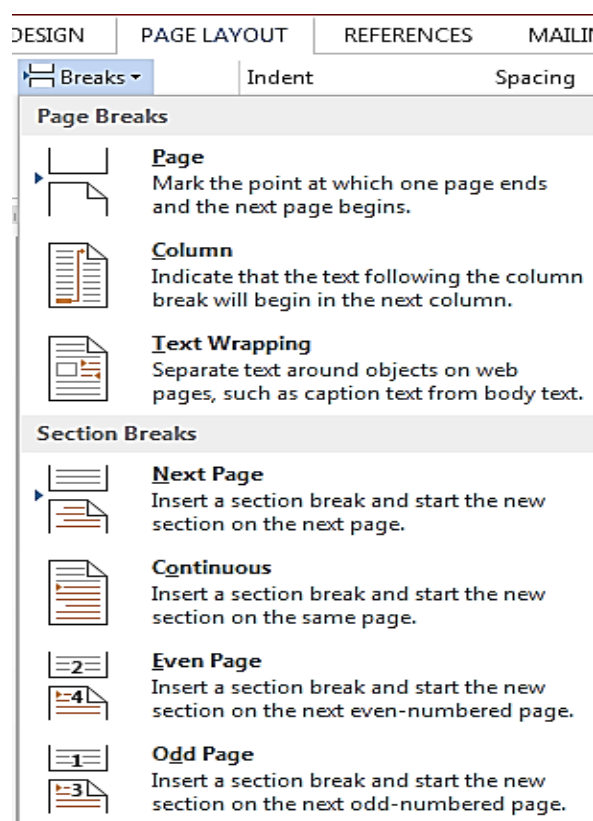 DESIGN PAGE LAYOUT REFERENCES
Breaks Indent Spacing
Page Breaks
Page
Mark the point at which one page ends
and the next page begins.
Column
Indicate that the text following the column
break will begin in the next column.
Text Wrapping
Separate text around objects on web
pages, such as caption text from body text.
Section Breaks
Next Page
Insert a section break and start the new
section on the next page.
Continuous
Insert a section break and start the new
section on the same page.
2
Even Page
4
Insert a section break and start the new
section on the next even-numbered page.
1
Odd Page
3
Insert a section break and start the new
section on the next odd-numbered page.